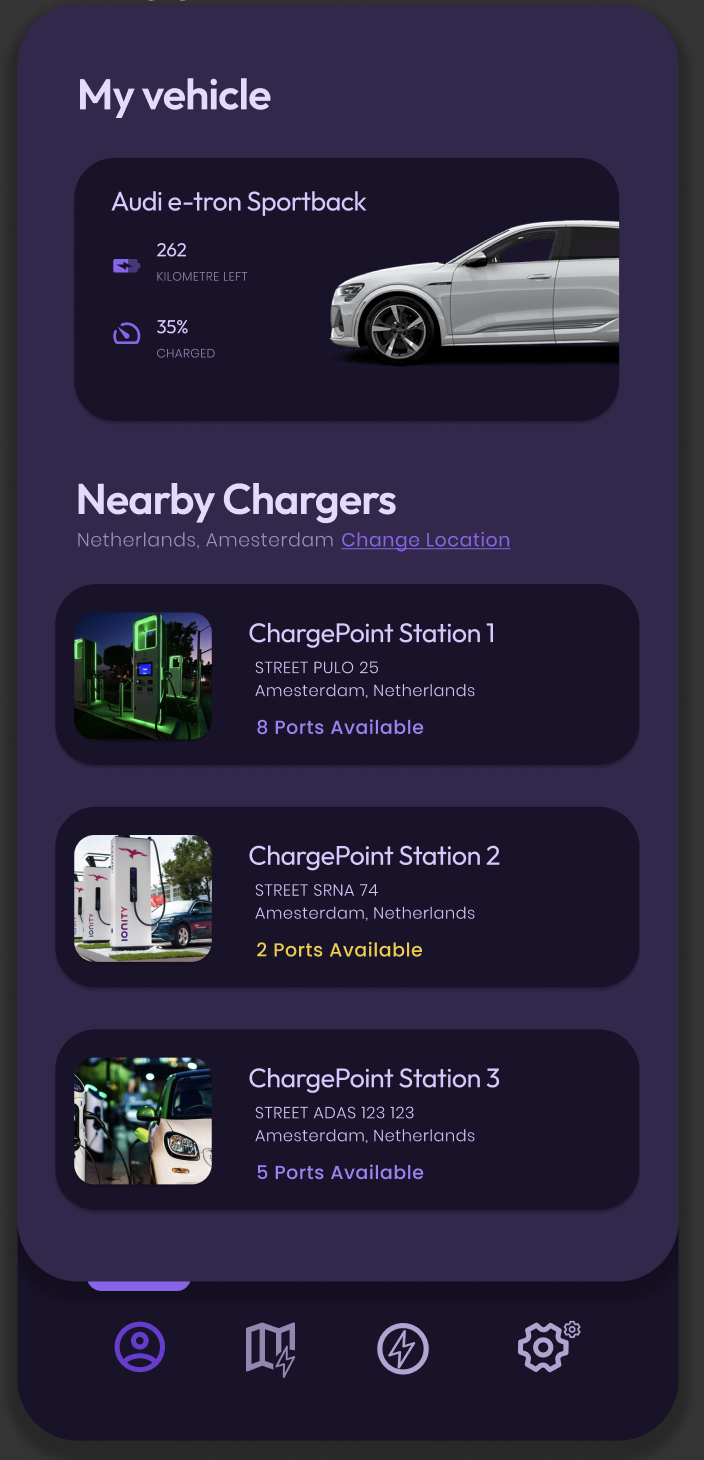 My vehicle
Audi e-tron Sportback
262
KILOMETRE LEFT
35%
CHARGED
Nearby Chargers
Netherlands, Amesterdam Change Location
ChargePoint Station 1
STREET PULO 25
Amesterdam, Netherlands
8 Ports Available
IONITY
IONITY
ChargePoint Station 2
STREET SRNA 74
Amesterdam, Netherlands
2 Ports Available
ChargePoint Station 3
STREET ADAS 123 123
Amesterdam, Netherlands
5 Ports Available